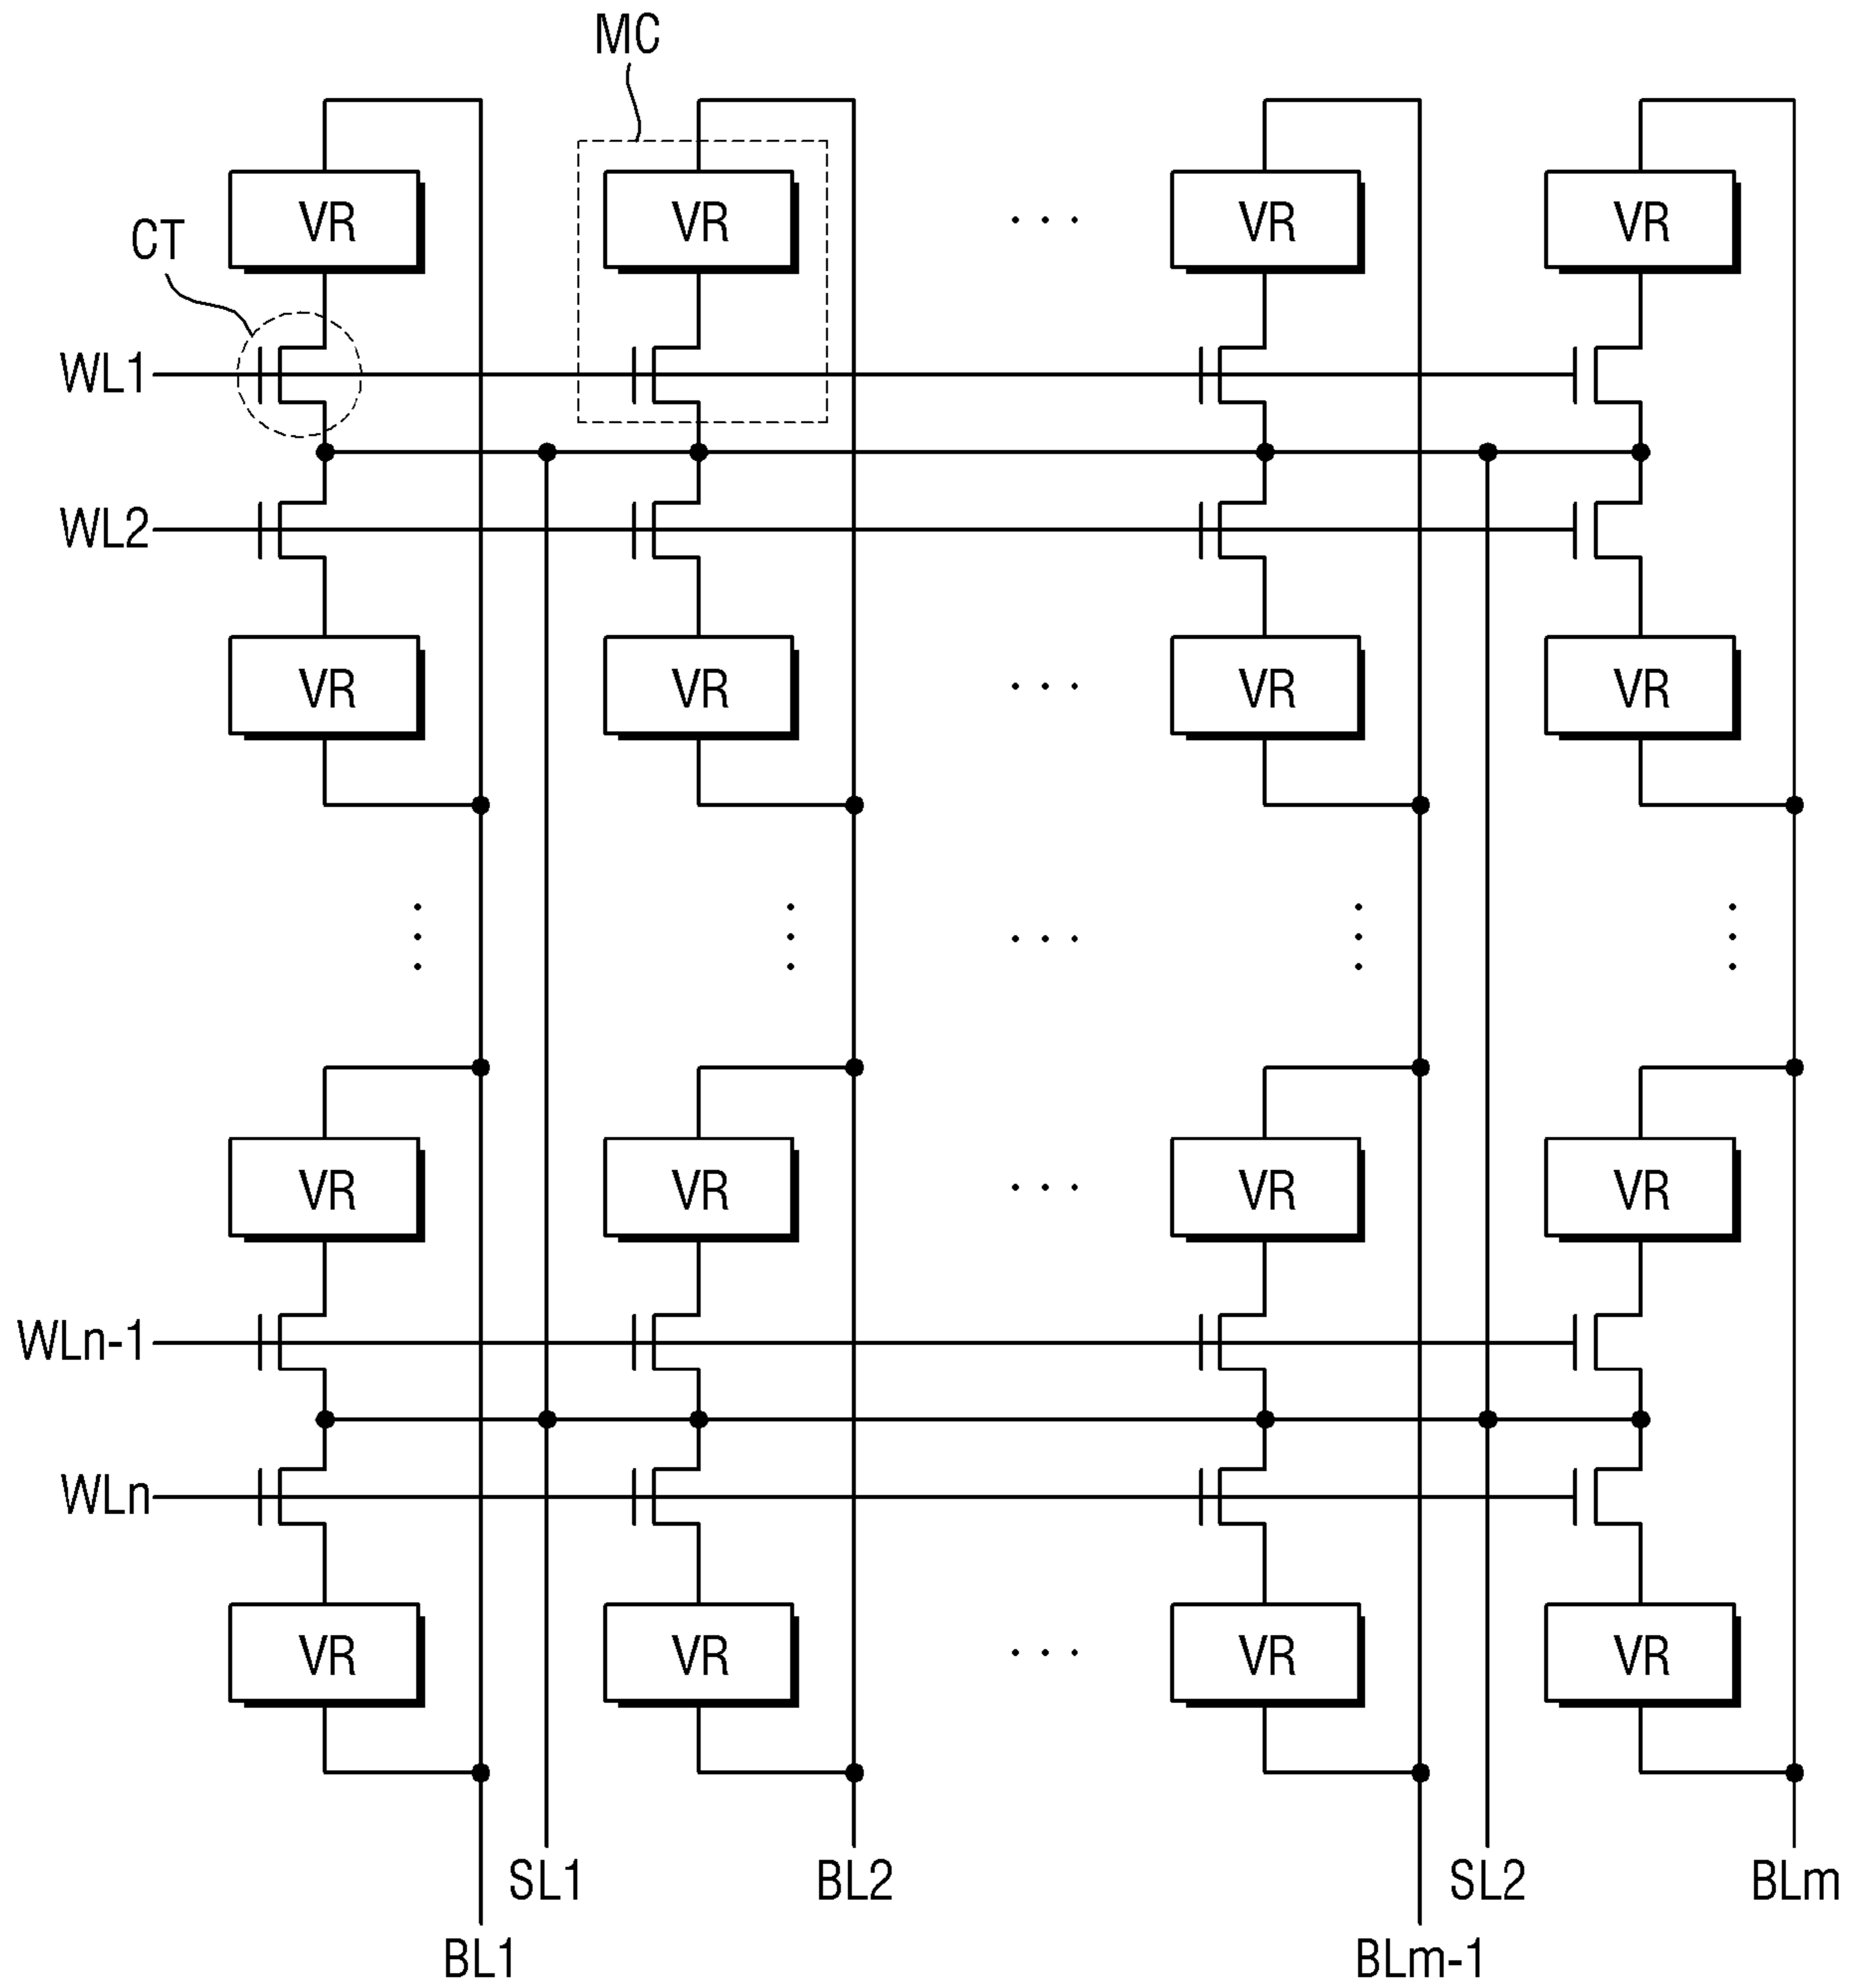 MC
VR VR ... VR VR
CT
WL1
WL2
VR VR ... VR VR
...
VR VR ... VR VR
WLn-1
WLn
VR VR ... VR VR
SL1 BL2 SL2 BLm
BL1 BLm-1